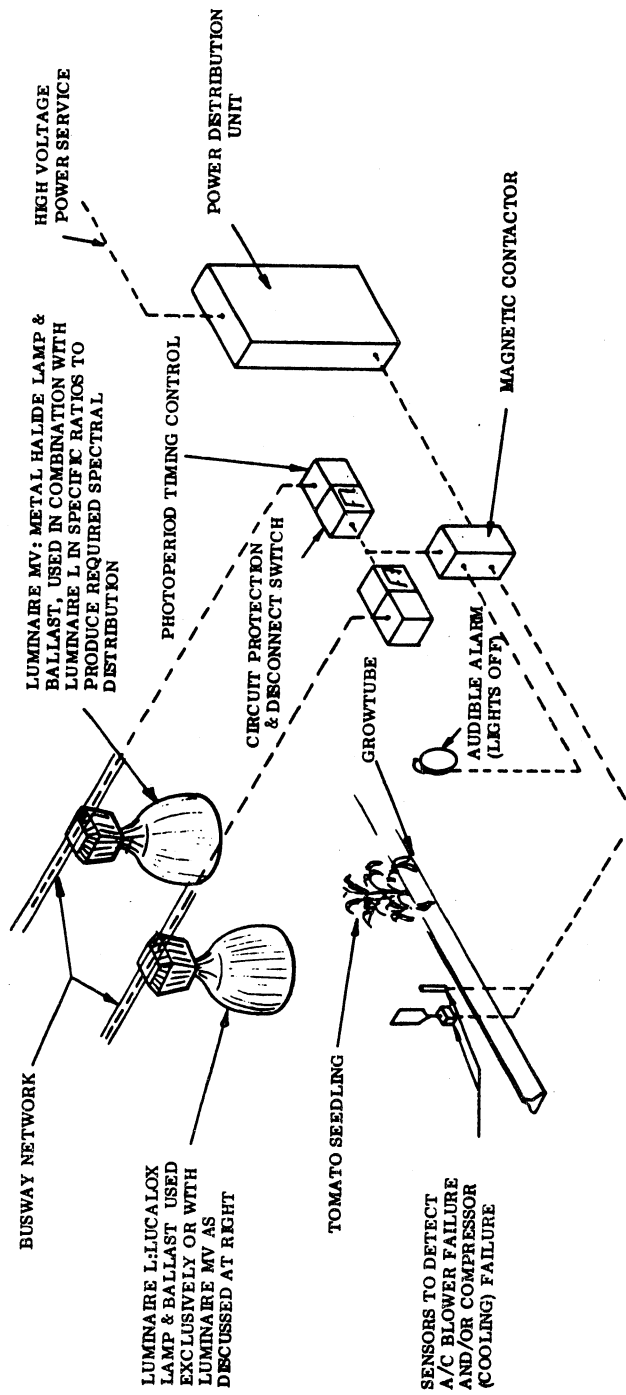 BUSWAY NETWORK
LUMINAIRE MV: METAL HALIDE LAMP &
BALLAST, USED IN COMBINATION WITH
LUMINAIRE L IN SPECIFIC RATIOS TO
PRODUCE REQUIRED SPECTRAL
DISTRIBUTION
HIGH VOLTAGE
POWER SERVICE
LUMINAIRE L:LUCALOX
LAMP & BALLAST USED
EXCLUSIVELY OR WITH
LUMINAIRE MV AS
DISCUSSED AT RIGHT
PHOTOPERIOD TIMING CONTROL
POWER DISTRIBUTION
UNIT
CIRCUIT PROTECTION
& DISCONNECT SWITCH
TOMATO SEEDLING
GROWTUBE
SENSORS TO DETECT
A/C BLOWER FAILURE
AND/OR COMPRESSOR
(COOLING) FAILURE
AUDIBLE ALARM
(LIGHTS OFF)
MAGNETIC CONTACTOR